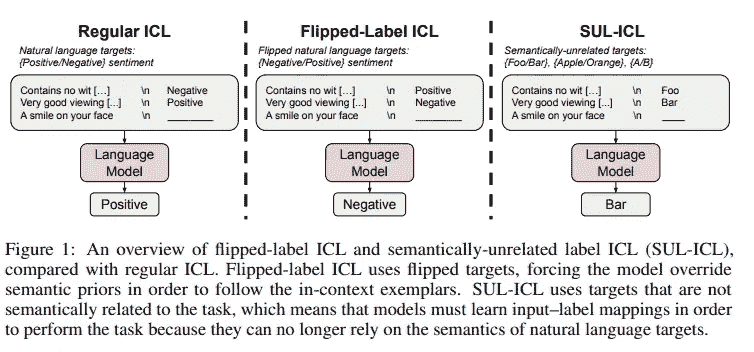 Regular ICL
Natural language targets:
{Positive/Negative} sentiment
Contains no wit [...] \n Negative
Very good viewing [...] \n Positive
A smile on your face \n ________
Language
Model
Positive
Flipped-Label ICL
Flipped natural language targets:
{Negative/Positive} sentiment
Contains no wit [...] \n Positive
Very good viewing [...] \n Negative
A smile on your face \n ________
Language
Model
Negative
SUL-ICL
Semantically-unrelated targets:
{Foo/Bar}, {Apple/Orange}, {A/B}
Contains no wit [...] \n Foo
Very good viewing [...] \n Bar
A smile on your face \n ____
Language
Model
Bar
Figure 1: An overview of flipped-label ICL and semantically-unrelated label ICL (SUL-ICL),
compared with regular ICL. Flipped-label ICL uses flipped targets, forcing the model override
semantic priors in order to follow the in-context exemplars. SUL-ICL uses targets that are not
semantically related to the task, which means that models must learn input–label mappings in order
to perform the task because they can no longer rely on the semantics of natural language targets.